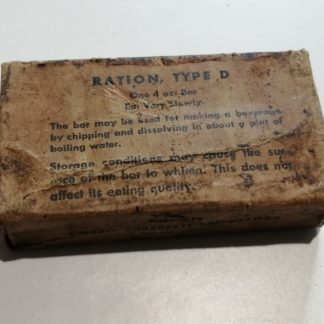 RATION, TYPE D
One 4 oz. Bar
Eat Very Slowly.
The bar may be used for making a beverage
by chipping and dissolving in about a pint of
boiling water.
Storage conditions may cause the sur-
face of the bar to whiten. This does not
affect its eating quality.